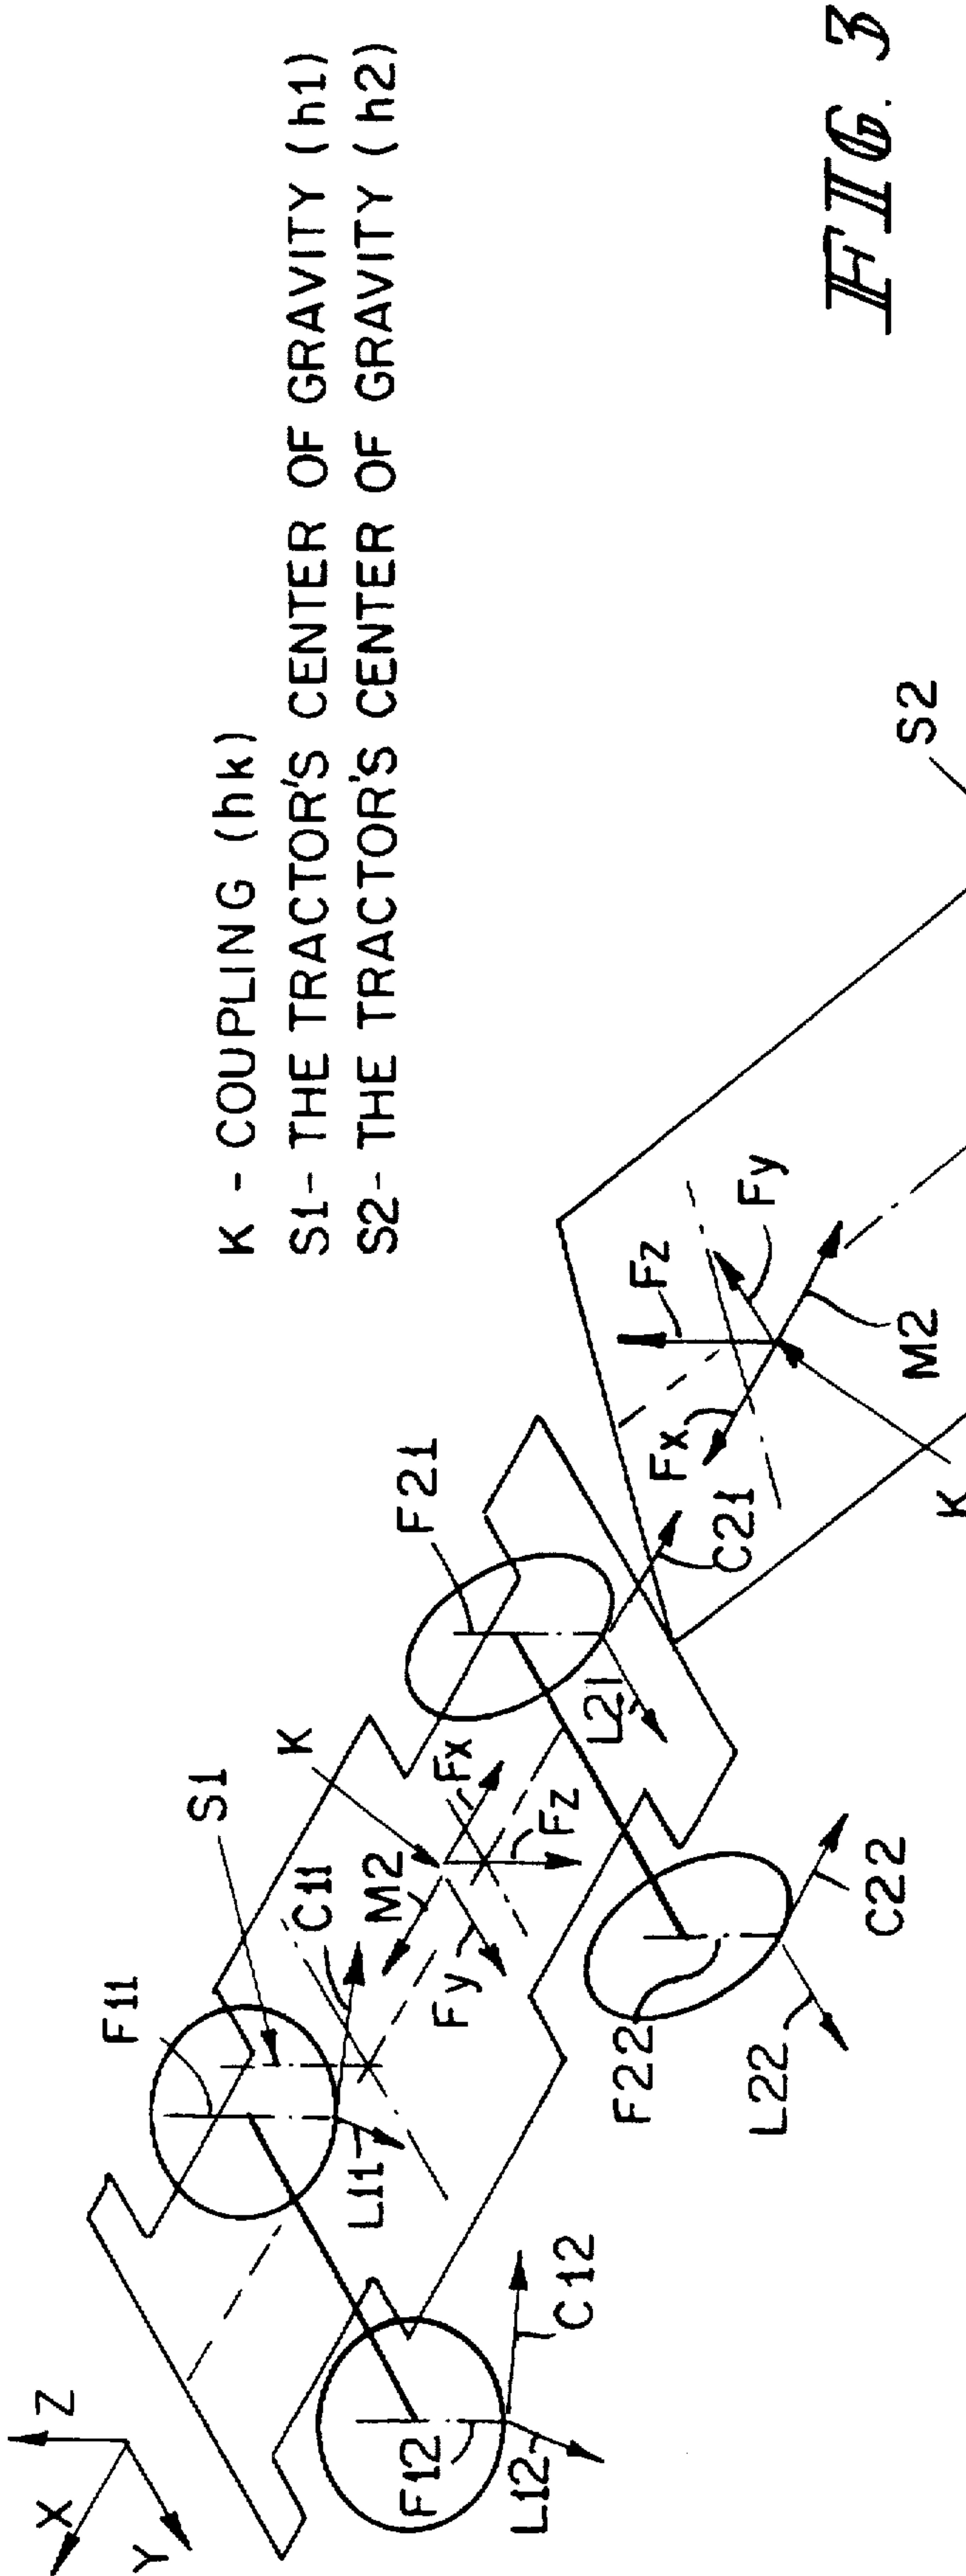 K - COUPLING (hk)
S1- THE TRACTOR'S CENTER OF GRAVITY (h1)
S2- THE TRACTOR'S CENTER OF GRAVITY (h2)
FIG. 3
X
Z
Y
F11
S1
K
F21
F12
L12
C12
L11
C11
M2
Fy
Fx
Fz
L21
C21
F22
L22
C22
Fx
Fz
Fy
M2
K
S2